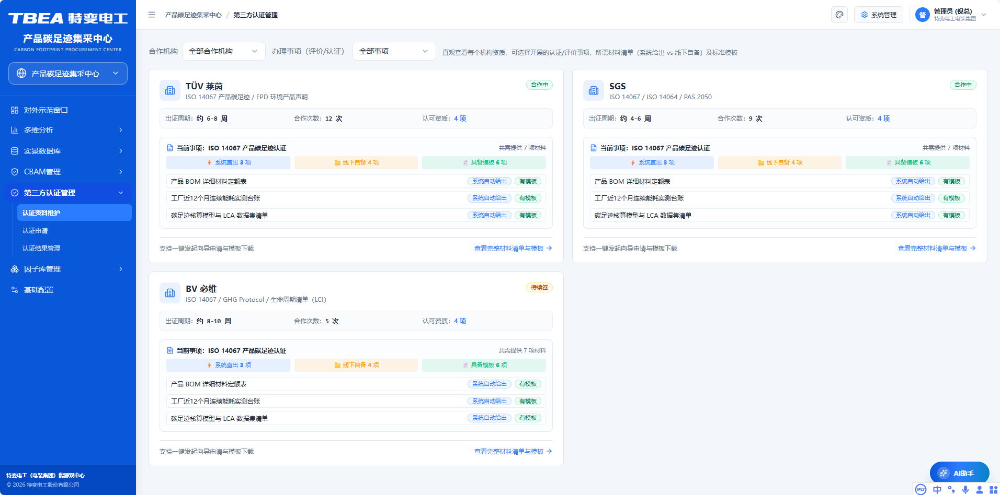 TBEA 特变电工
产品碳足迹集采中心
CARBON FOOTPRINT PROCUREMENT CENTER
产品碳足迹集采中心
对外示范窗口
多维分析
实景数据库
CBAM管理
第三方认证管理
认证资料维护
认证申请
认证结果管理
因子库管理
基础配置
特变电工（电装集团）能源双中心
© 2026 特变电工股份有限公司
产品碳足迹集采中心 / 第三方认证管理
系统管理
管 管理员 (倪总)
特变电工电装集团
合作机构 全部合作机构 办理事项（评价/认证） 全部事项 直观查看每个机构资质、可选择开展的认证/评价事项、所需材料清单（系统给出 vs 线下自备）及标准模板
TÜV 莱茵 合作中
ISO 14067 产品碳足迹 / EPD 环境产品声明
出证周期：约 6-8 周 合作次数：12 次 认可资质：4 项
当前事项：ISO 14067 产品碳足迹认证 共需提供 7 项材料
系统直出 3 项 线下自备 4 项 具备模板 6 项
产品 BOM 详细材料定额表 系统自动给出 有模板
工厂近12个月连续能耗实测台账 系统自动给出 有模板
碳足迹核算模型与 LCA 数据集清单 系统自动给出 有模板
支持一键发起向导申请与模板下载 查看完整材料清单与模板 →
SGS 合作中
ISO 14067 / ISO 14064 / PAS 2050
出证周期：约 4-6 周 合作次数：9 次 认可资质：4 项
当前事项：ISO 14067 产品碳足迹认证 共需提供 7 项材料
系统直出 3 项 线下自备 4 项 具备模板 6 项
产品 BOM 详细材料定额表 系统自动给出 有模板
工厂近12个月连续能耗实测台账 系统自动给出 有模板
碳足迹核算模型与 LCA 数据集清单 系统自动给出 有模板
支持一键发起向导申请与模板下载 查看完整材料清单与模板 →
BV 必维 待续签
ISO 14067 / GHG Protocol / 生命周期清单（LCI）
出证周期：约 8-10 周 合作次数：5 次 认可资质：4 项
当前事项：ISO 14067 产品碳足迹认证 共需提供 7 项材料
系统直出 3 项 线下自备 4 项 具备模板 6 项
产品 BOM 详细材料定额表 系统自动给出 有模板
工厂近12个月连续能耗实测台账 系统自动给出 有模板
碳足迹核算模型与 LCA 数据集清单 系统自动给出 有模板
支持一键发起向导申请与模板下载 查看完整材料清单与模板 →
AI助手
iFLY 中